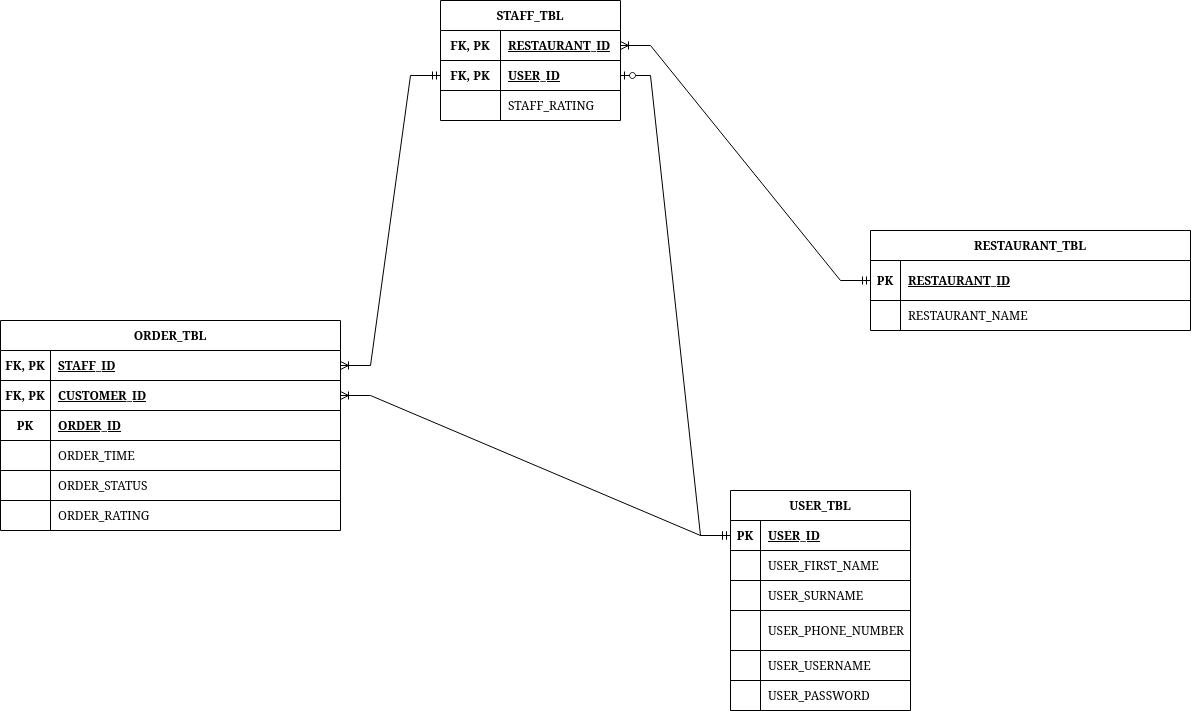 STAFF_TBL
FK, PK RESTAURANT_ID
FK, PK USER_ID
STAFF_RATING
RESTAURANT_TBL
PK RESTAURANT_ID
RESTAURANT_NAME
ORDER_TBL
FK, PK STAFF_ID
FK, PK CUSTOMER_ID
PK ORDER_ID
ORDER_TIME
ORDER_STATUS
ORDER_RATING
USER_TBL
PK USER_ID
USER_FIRST_NAME
USER_SURNAME
USER_PHONE_NUMBER
USER_USERNAME
USER_PASSWORD